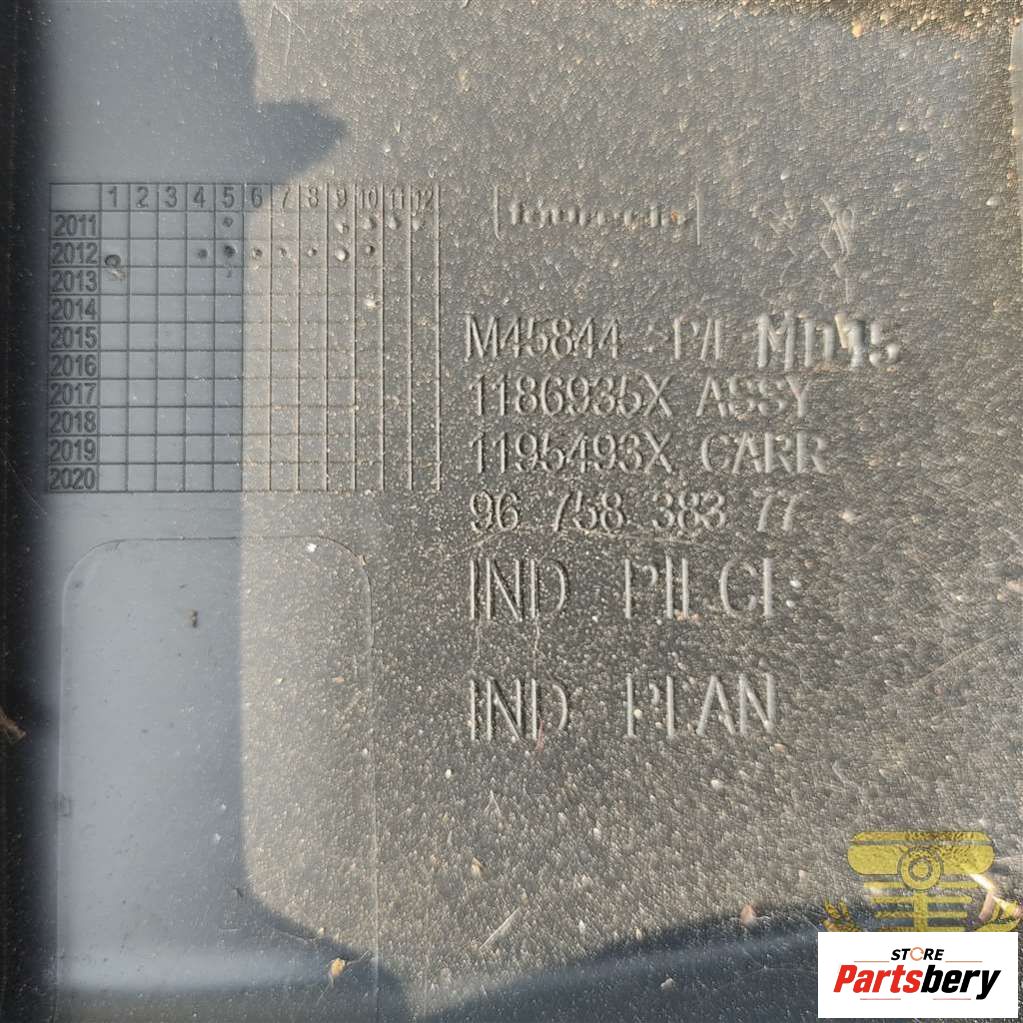 1 2 3 4 5 6 7 8 9 10 11 12
2011
2012
2013
2014
2015
2016
2017
2018
2019
2020
M45844 P/I
1186935X ASSY
1195493X CARR
96 758 383 77
IND
IND PLAN
STORE
Partsbery